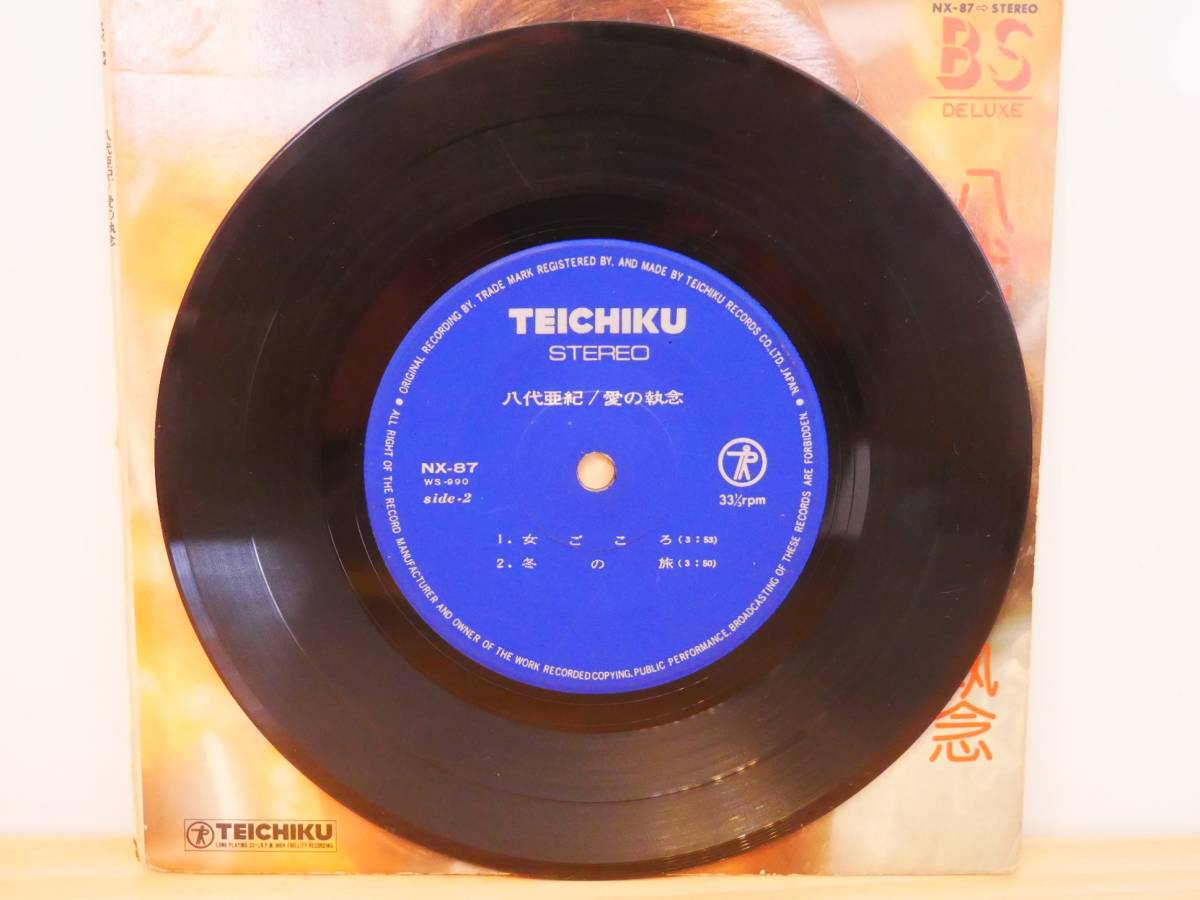 NX-87⇨STEREO
BS
DELUXE
八
執念
TEICHIKU
STEREO
八代亜紀/愛の執念
NX-87
WS-990
side-2
33⅓rpm
1. 女ごころ(3:53)
2. 冬の旅(3:50)
● ORIGINAL RECORDING BY, TRADE MARK REGISTERED BY, AND MADE BY TEICHIKU RECORDS CO., LTD. JAPAN. ●
ALL RIGHT OF THE RECORD MANUFACTURER AND OWNER OF THE WORK RECORDED COPYING, PUBLIC PERFORMANCE, BROADCASTING OF THESE RECORDS ARE FORBIDDEN.
TEICHIKU